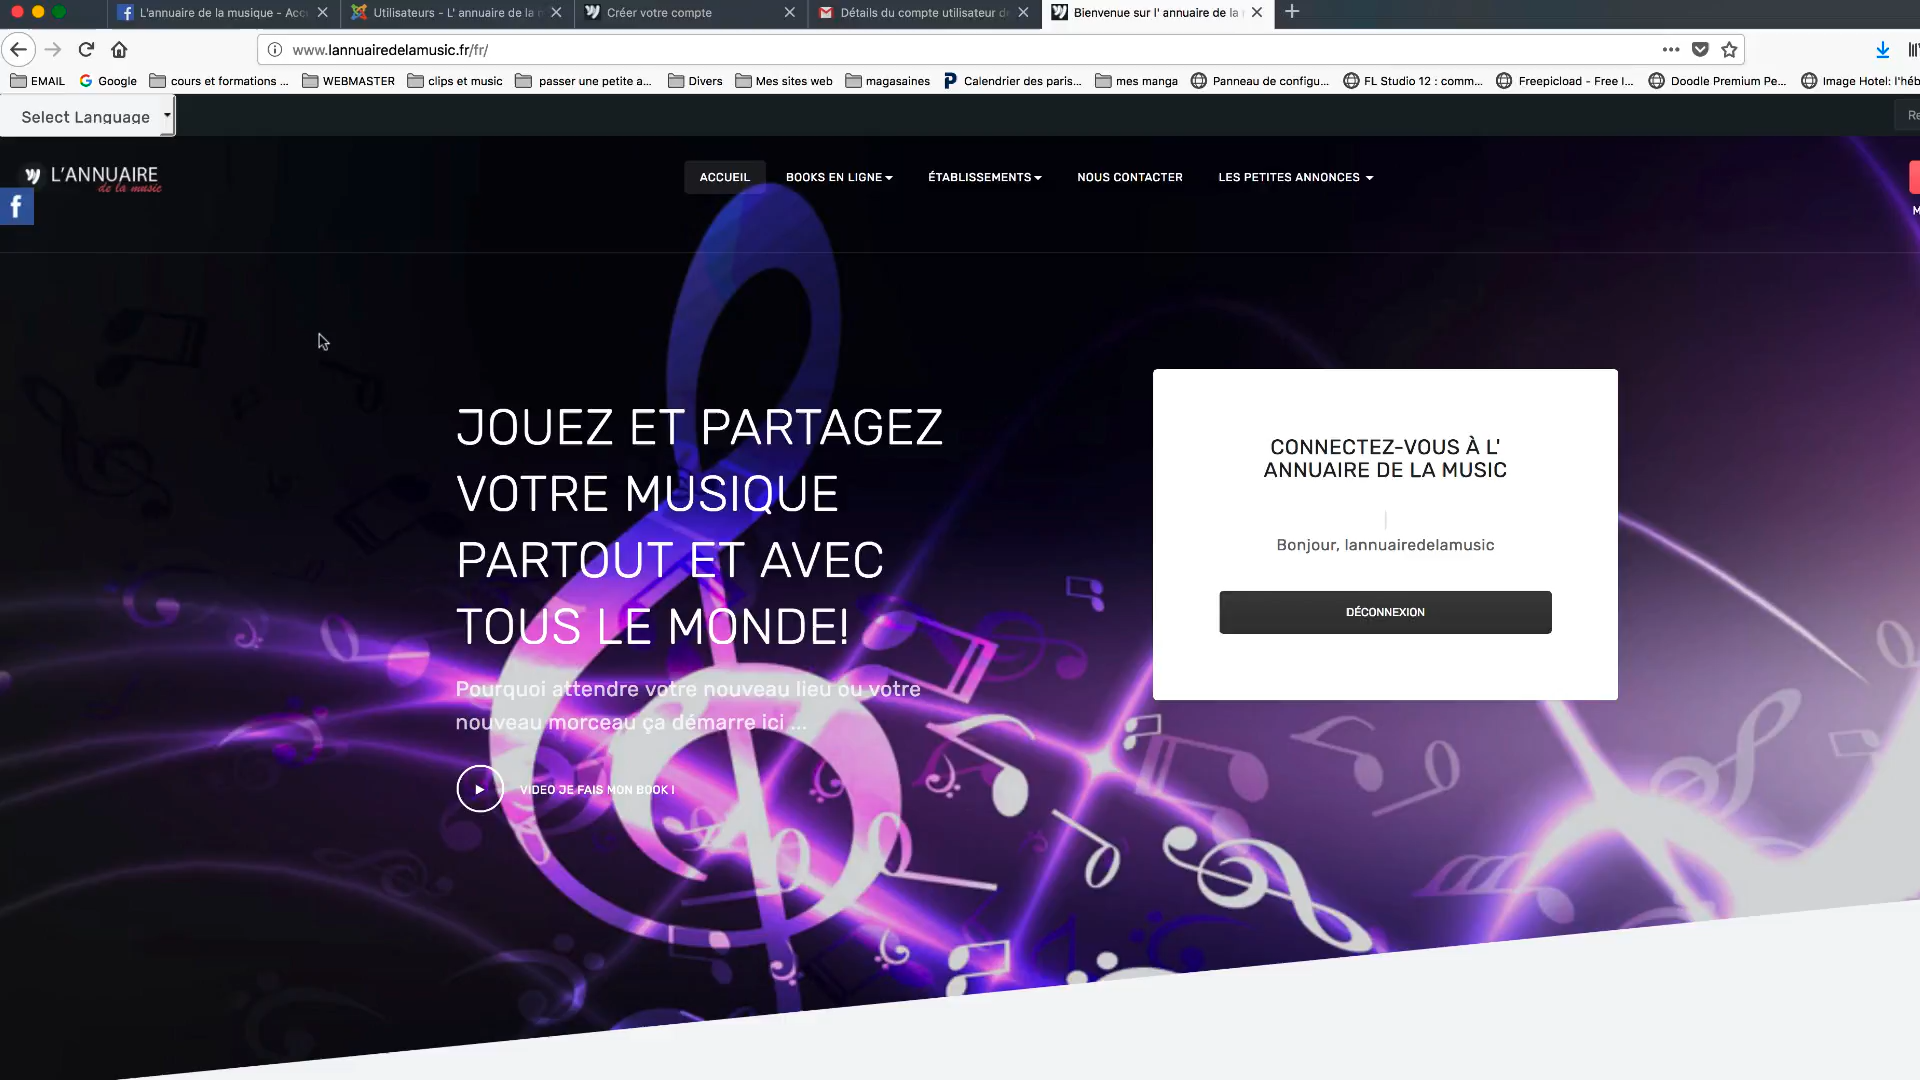 L'annuaire de la musique - Acc
Utilisateurs - L' annuaire de la
Créer votre compte
Détails du compte utilisateur d
Bienvenue sur l' annuaire de la
www.lannuairedelamusic.fr/fr/
EMAIL
Google
cours et formations ...
WEBMASTER
clips et music
passer une petite a...
Divers
Mes sites web
magasaines
Calendrier des paris...
mes manga
Panneau de configu...
FL Studio 12 : comm...
Freepicload - Free I...
Doodle Premium Pe...
Image Hotel: l'héb
Select Language
Re
L'ANNUAIRE
de la music
ACCUEIL
BOOKS EN LIGNE
ÉTABLISSEMENTS
NOUS CONTACTER
LES PETITES ANNONCES
M
JOUEZ ET PARTAGEZ
VOTRE MUSIQUE
PARTOUT ET AVEC
TOUS LE MONDE!
Pourquoi attendre votre nouveau lieu ou votre
nouveau morceau ça démarre ici ...
VIDEO JE FAIS MON BOOK !
CONNECTEZ-VOUS À L'
ANNUAIRE DE LA MUSIC
Bonjour, lannuairedelamusic
DÉCONNEXION